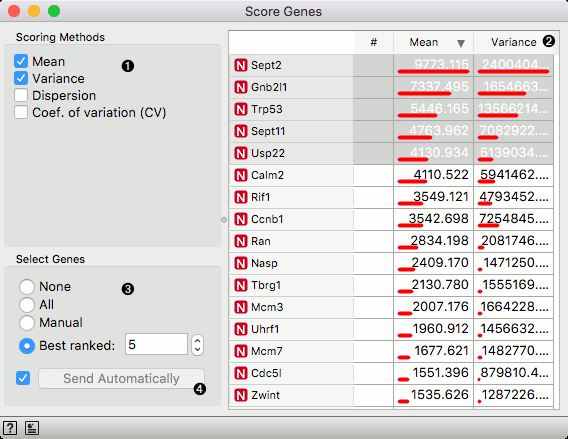 Score Genes
Scoring Methods
Mean
Variance
Dispersion
Coef. of variation (CV)
1
Select Genes
None
All
Manual
Best ranked: 5
3
Send Automatically
4
# Mean Variance 2
N Sept2 9773.115 2400404....
N Gnb2l1 7337.495 1654663....
N Trp53 5446.165 13566214...
N Sept11 4763.962 7082922....
N Usp22 4130.934 5139034....
N Calm2 4110.522 5941462....
N Rif1 3549.121 4793452....
N Ccnb1 3542.698 7254845....
N Ran 2834.198 2081746....
N Nasp 2409.170 1471250....
N Tbrg1 2130.780 1555169....
N Mcm3 2007.176 1664228....
N Uhrf1 1960.912 1456632....
N Mcm7 1677.621 1482770....
N Cdc5l 1551.396 879810.4...
N Zwint 1535.626 1287226....
?